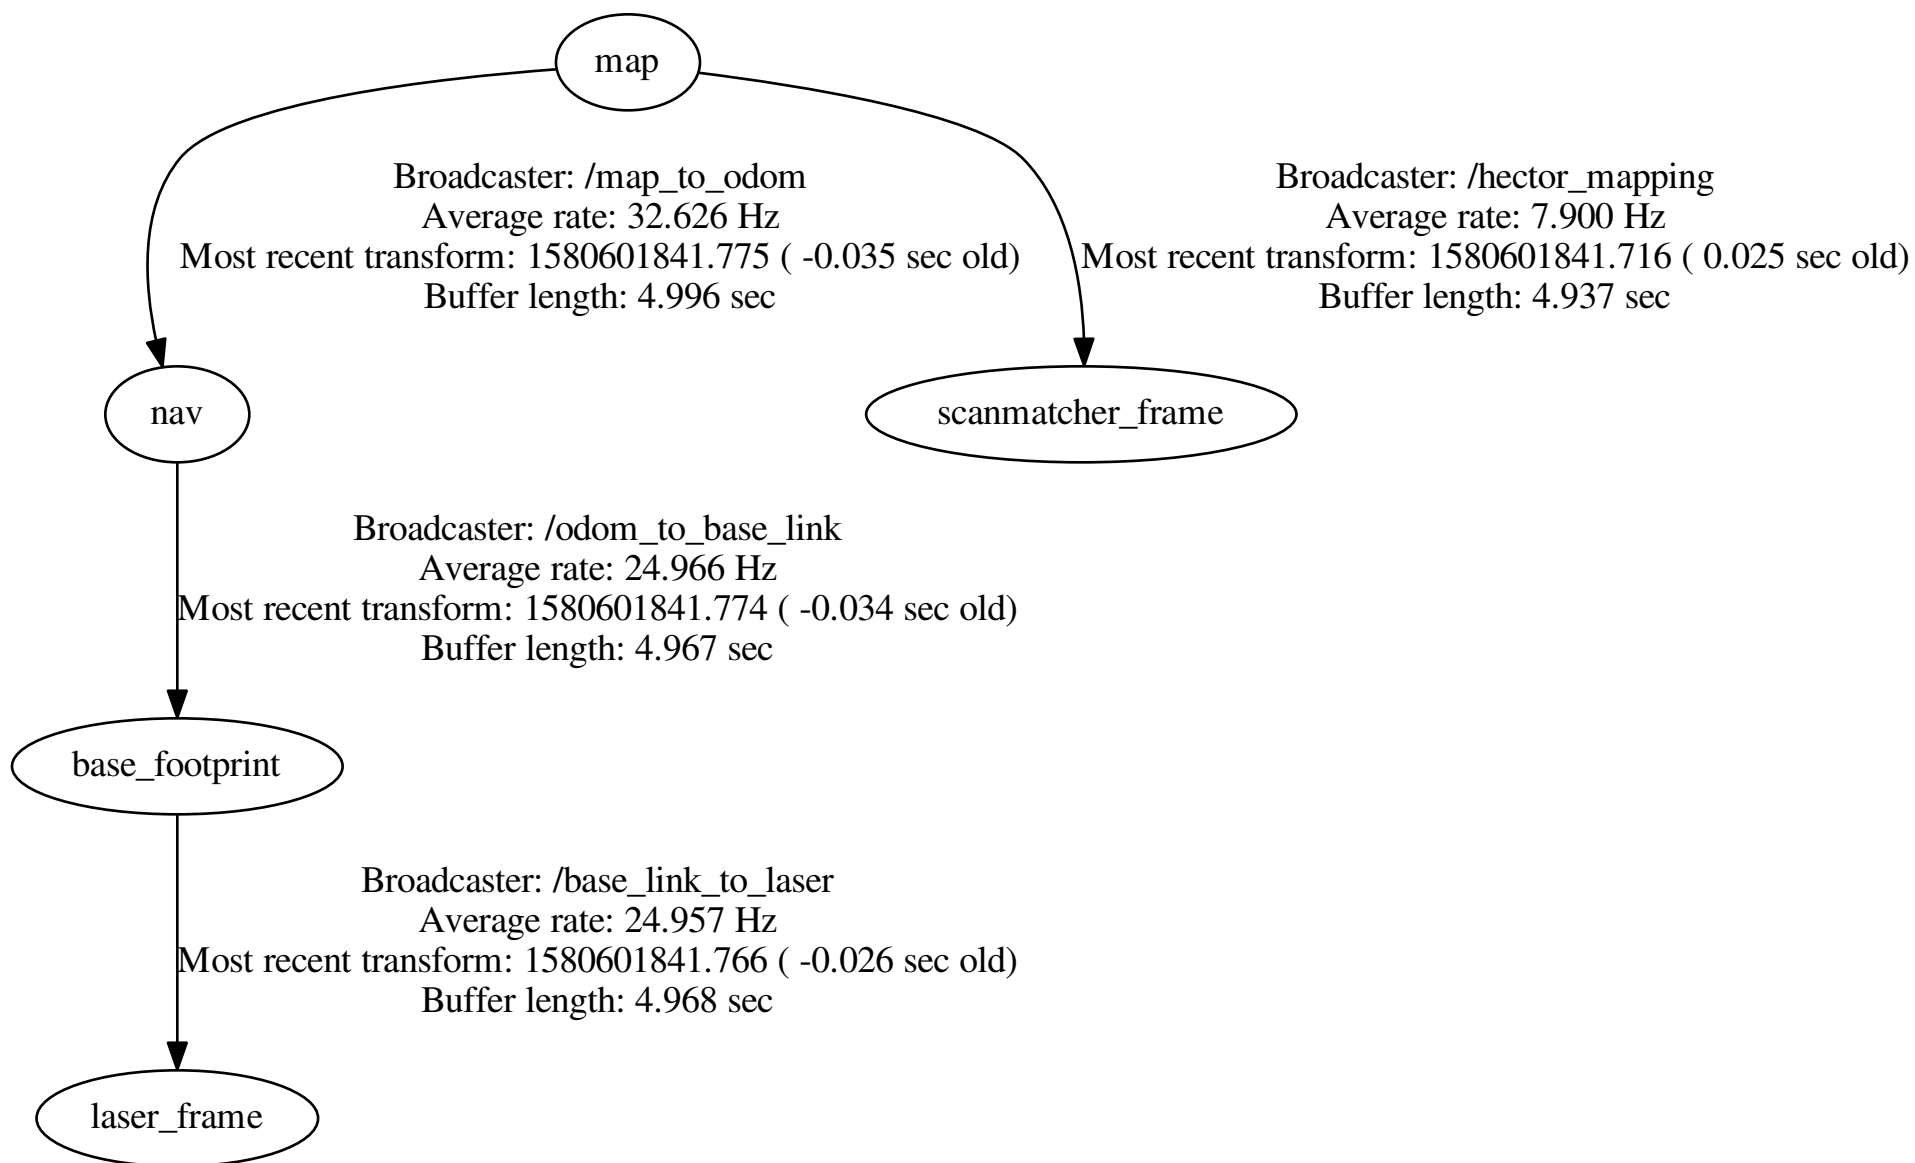 map
Broadcaster: /map_to_odom
Average rate: 32.626 Hz
Most recent transform: 1580601841.775 ( -0.035 sec old)
Buffer length: 4.996 sec
Broadcaster: /hector_mapping
Average rate: 7.900 Hz
Most recent transform: 1580601841.716 ( 0.025 sec old)
Buffer length: 4.937 sec
nav
scanmatcher_frame
Broadcaster: /odom_to_base_link
Average rate: 24.966 Hz
Most recent transform: 1580601841.774 ( -0.034 sec old)
Buffer length: 4.967 sec
base_footprint
Broadcaster: /base_link_to_laser
Average rate: 24.957 Hz
Most recent transform: 1580601841.766 ( -0.026 sec old)
Buffer length: 4.968 sec
laser_frame